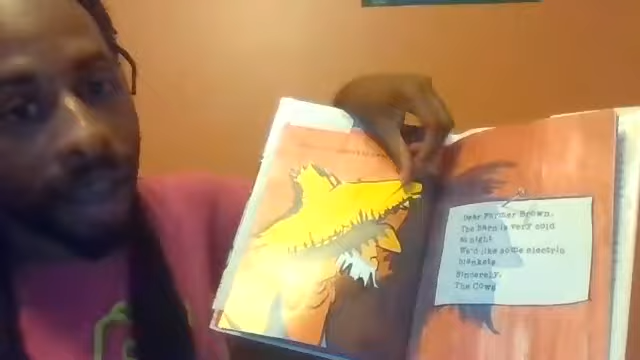 Dear Farmer Brown,
The barn is very cold
at night.
We'd like some electric
blankets.
Sincerely,
The Cows